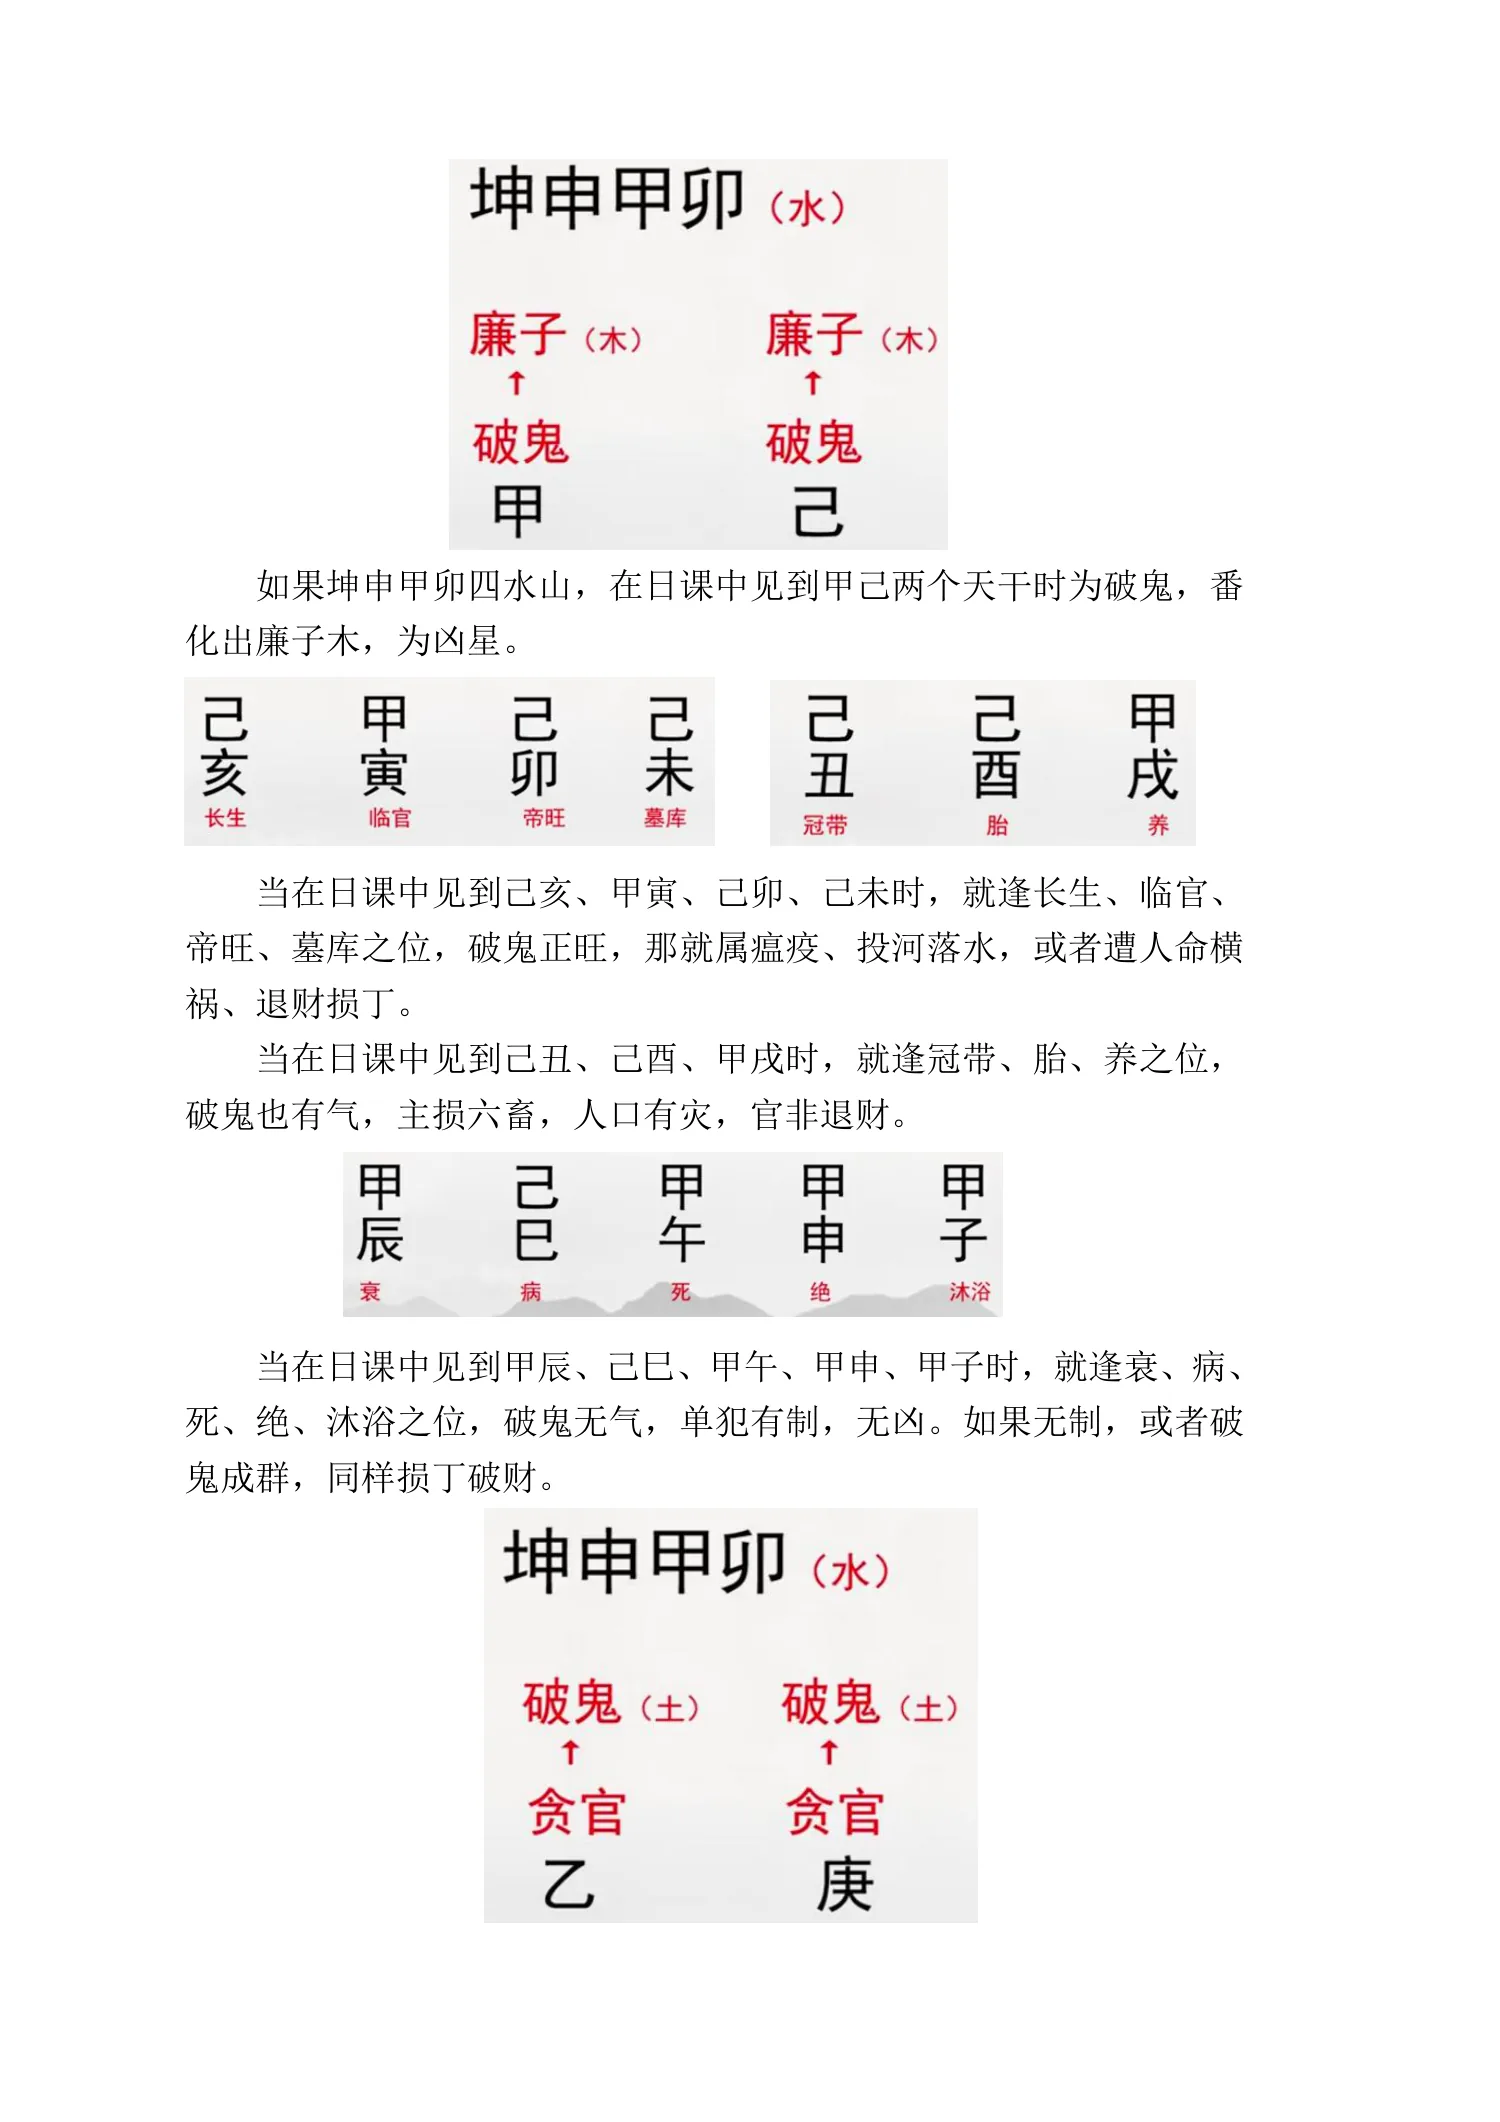 坤申甲卯（水）
廉子（木） 廉子（木）
↑ ↑
破鬼 破鬼
甲 己
如果坤申甲卯四水山，在日课中见到甲己两个天干时为破鬼，番
化出廉子木，为凶星。
己 甲 己 己
亥 寅 卯 未
长生 临官 帝旺 墓库
己 己 甲
丑 酉 戌
冠带 胎 养
当在日课中见到己亥、甲寅、己卯、己未时，就逢长生、临官、
帝旺、墓库之位，破鬼正旺，那就属瘟疫、投河落水，或者遭人命横
祸、退财损丁。
当在日课中见到己丑、己酉、甲戌时，就逢冠带、胎、养之位，
破鬼也有气，主损六畜，人口有灾，官非退财。
甲 己 甲 甲 甲
辰 巳 午 申 子
衰 病 死 绝 沐浴
当在日课中见到甲辰、己巳、甲午、甲申、甲子时，就逢衰、病、
死、绝、沐浴之位，破鬼无气，单犯有制，无凶。如果无制，或者破
鬼成群，同样损丁破财。
坤申甲卯（水）
破鬼（土） 破鬼（土）
↑ ↑
贪官 贪官
乙 庚